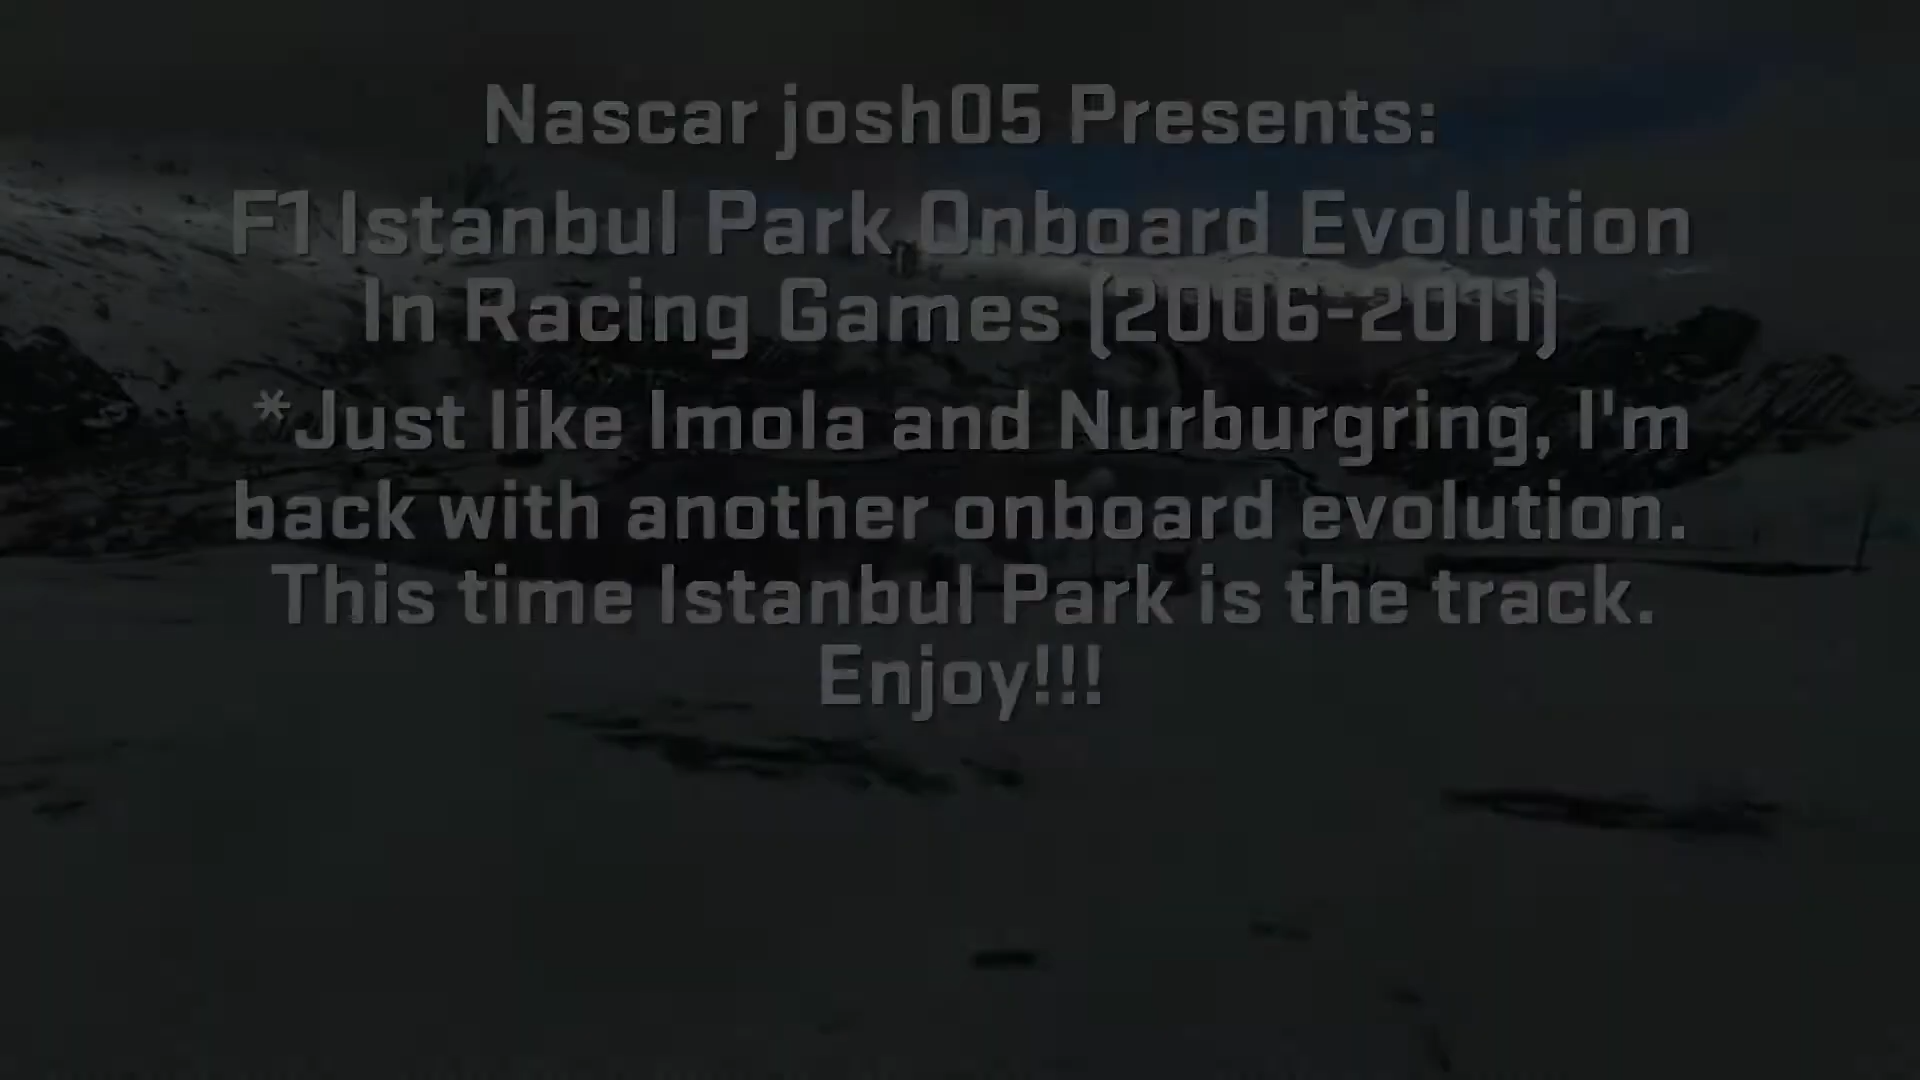 Nascar josh05 Presents:
F1 Istanbul Park Onboard Evolution
In Racing Games (2006-2011)
*Just like Imola and Nurburgring, I'm
back with another onboard evolution.
This time Istanbul Park is the track.
Enjoy!!!